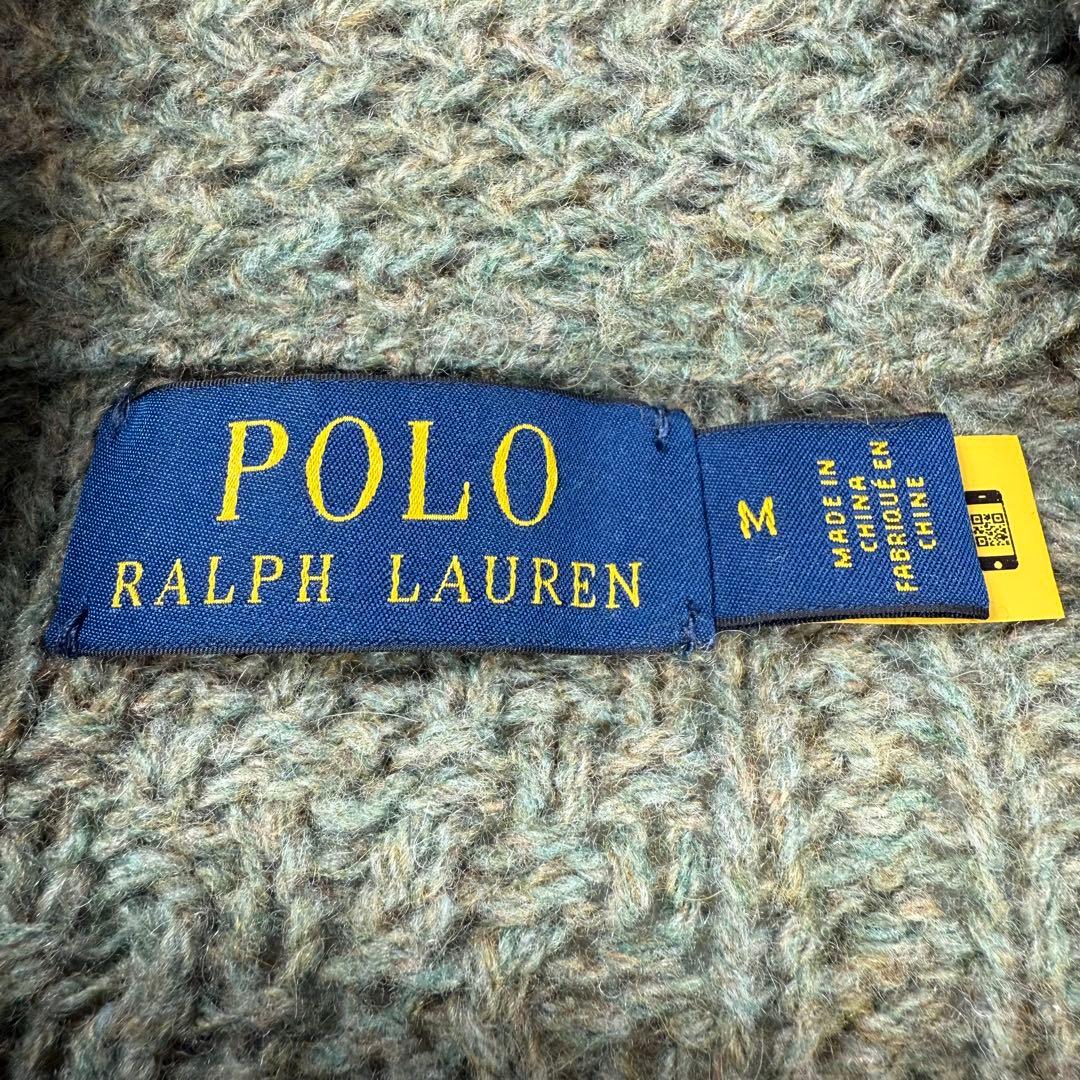 POLO
RALPH LAUREN
M
MADE IN
CHINA
FABRIQUÉ EN
CHINE